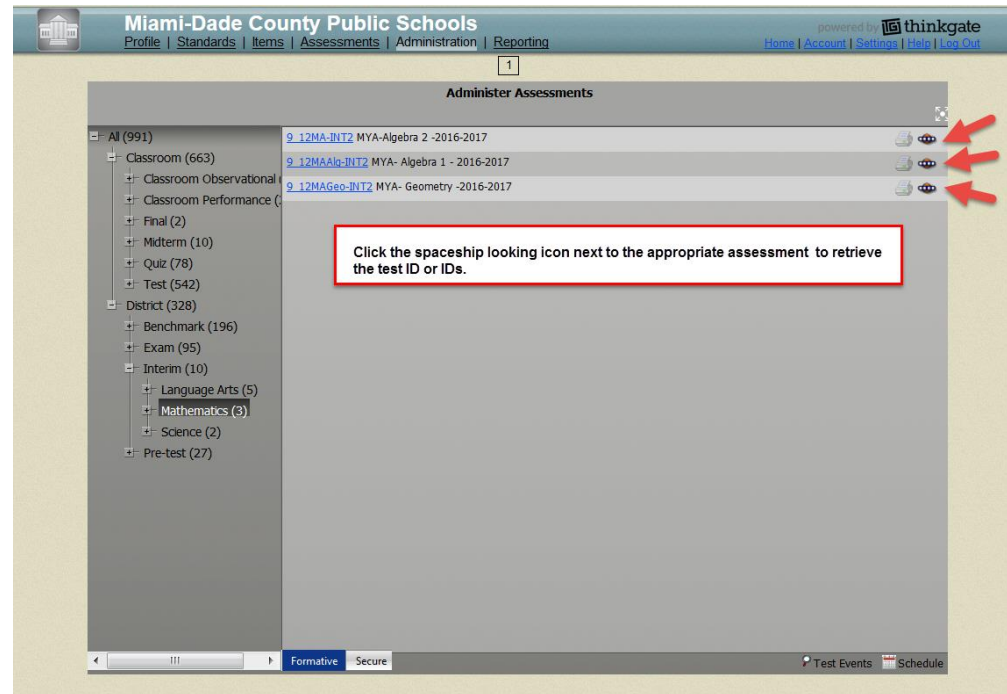 Miami-Dade County Public Schools
powered by thinkgate
Profile | Standards | Items | Assessments | Administration | Reporting
Home | Account | Settings | Help | Log Out
1
Administer Assessments
All (991)
Classroom (663)
Classroom Observational
Classroom Performance (
Final (2)
Midterm (10)
Quiz (78)
Test (542)
District (328)
Benchmark (196)
Exam (95)
Interim (10)
Language Arts (5)
Mathematics (3)
Science (2)
Pre-test (27)
9_12MA-INT2 MYA-Algebra 2 -2016-2017
9_12MAAlg-INT2 MYA- Algebra 1 - 2016-2017
9_12MAGeo-INT2 MYA- Geometry -2016-2017
Click the spaceship looking icon next to the appropriate assessment to retrieve
the test ID or IDs.
Formative Secure
Test Events Schedule